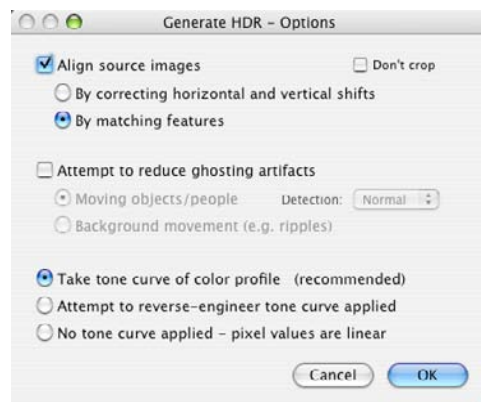 Generate HDR - Options
Align source images Don't crop
By correcting horizontal and vertical shifts
By matching features
Attempt to reduce ghosting artifacts
Moving objects/people Detection: Normal
Background movement (e.g. ripples)
Take tone curve of color profile (recommended)
Attempt to reverse-engineer tone curve applied
No tone curve applied - pixel values are linear
Cancel OK